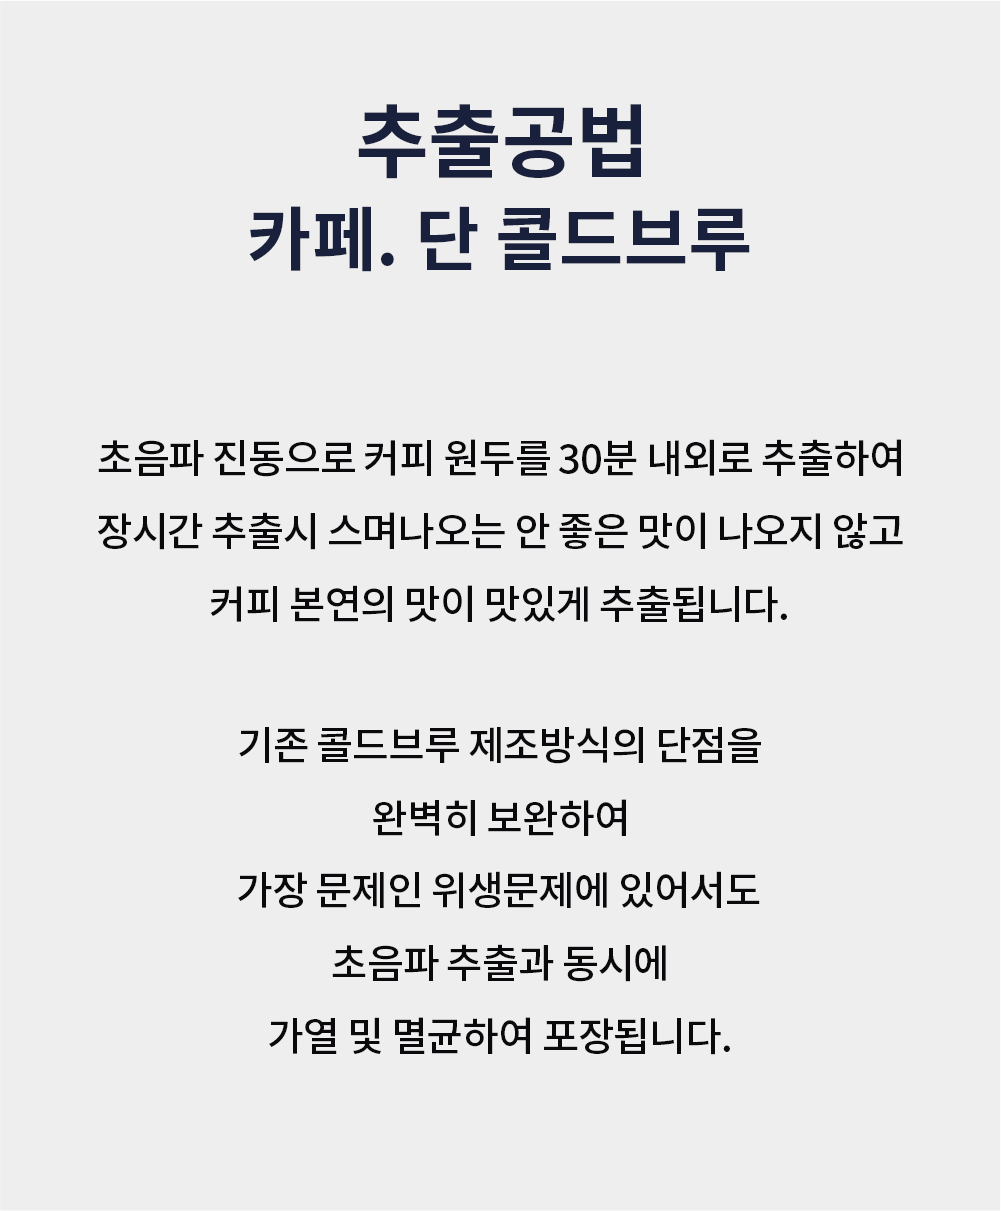 추출공법
카페. 단 콜드브루
초음파 진동으로 커피 원두를 30분 내외로 추출하여
장시간 추출시 스며나오는 안 좋은 맛이 나오지 않고
커피 본연의 맛이 맛있게 추출됩니다.
기존 콜드브루 제조방식의 단점을
완벽히 보완하여
가장 문제인 위생문제에 있어서도
초음파 추출과 동시에
가열 및 멸균하여 포장됩니다.